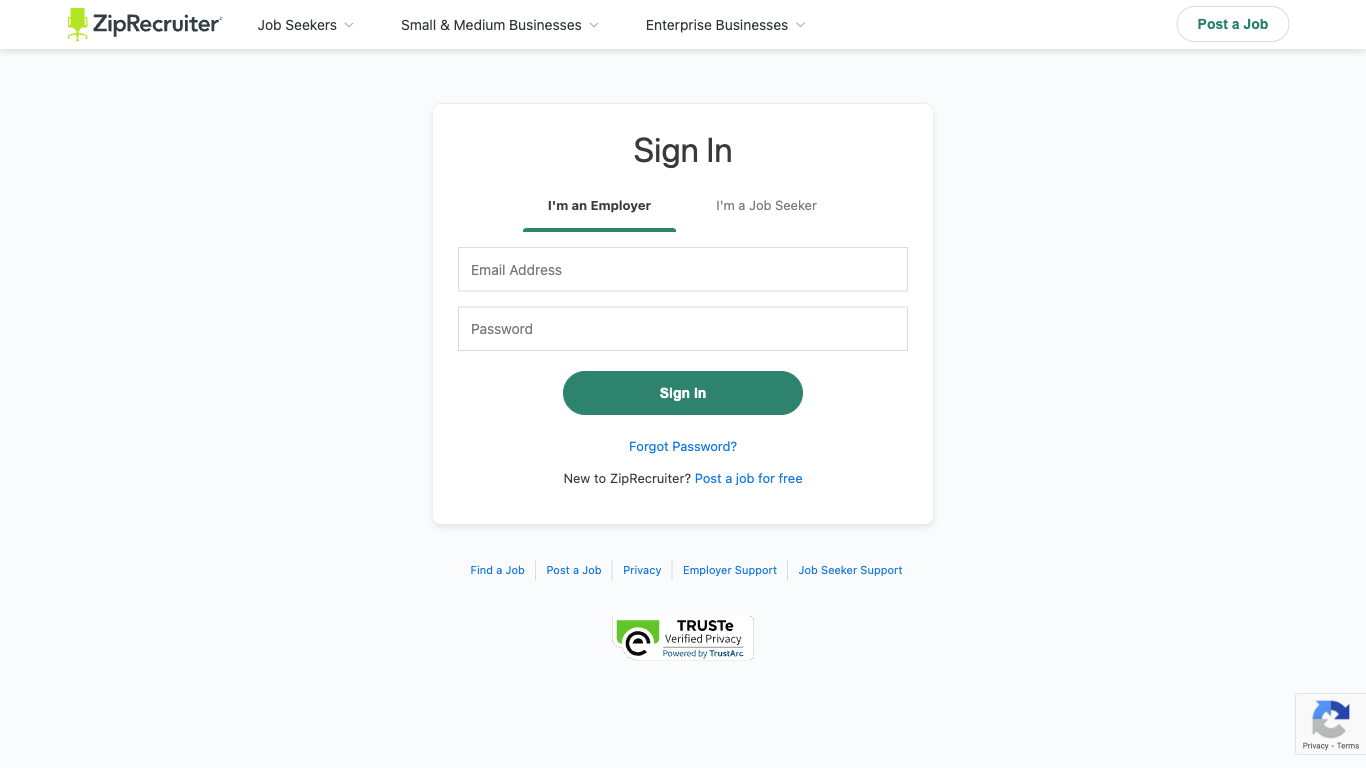 ZipRecruiter
Job Seekers
Small & Medium Businesses
Enterprise Businesses
Post a Job
Sign In
I'm an Employer
I'm a Job Seeker
Email Address
Password
Sign In
Forgot Password?
New to ZipRecruiter? Post a job for free
Find a Job
Post a Job
Privacy
Employer Support
Job Seeker Support
TRUSTe
Verified Privacy
Powered by TrustArc
Privacy - Terms